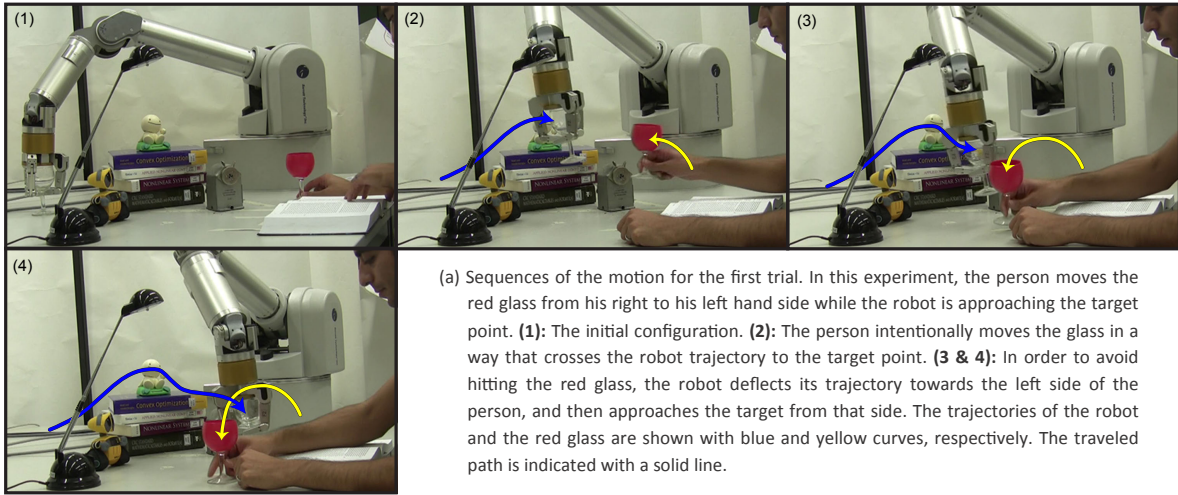 (1)
(2)
(3)
Convex Optimization
NONLINEAR SYSTEM
Convex Optimization
NONLINEAR SYSTEM
Convex Optimization
NONLINEAR
(4)
Convex Optimization
(a) Sequences of the motion for the first trial. In this experiment, the person moves the
red glass from his right to his left hand side while the robot is approaching the target
point. (1): The initial configuration. (2): The person intentionally moves the glass in a
way that crosses the robot trajectory to the target point. (3 & 4): In order to avoid
hitting the red glass, the robot deflects its trajectory towards the left side of the
person, and then approaches the target from that side. The trajectories of the robot
and the red glass are shown with blue and yellow curves, respectively. The traveled
path is indicated with a solid line.